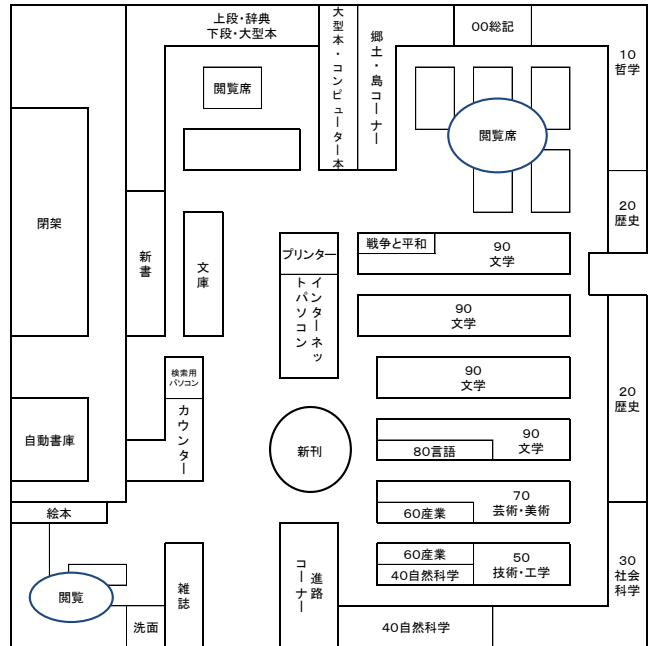 上段・辞典
下段・大型本
大型本・コンピューター本
郷土・島コーナー
00総記
10
哲学
閲覧席
閲覧席
20
歴史
閉架
新書
文庫
プリンター
インターネッ
トパソコン
戦争と平和
90
文学
90
文学
90
文学
20
歴史
検索用
パソコン
カウンター
自動書庫
新刊
90
文学
80言語
70
芸術・美術
60産業
絵本
60産業
40自然科学
50
技術・工学
30
社会
科学
閲覧
洗面
雑誌
進路
コーナー
40自然科学